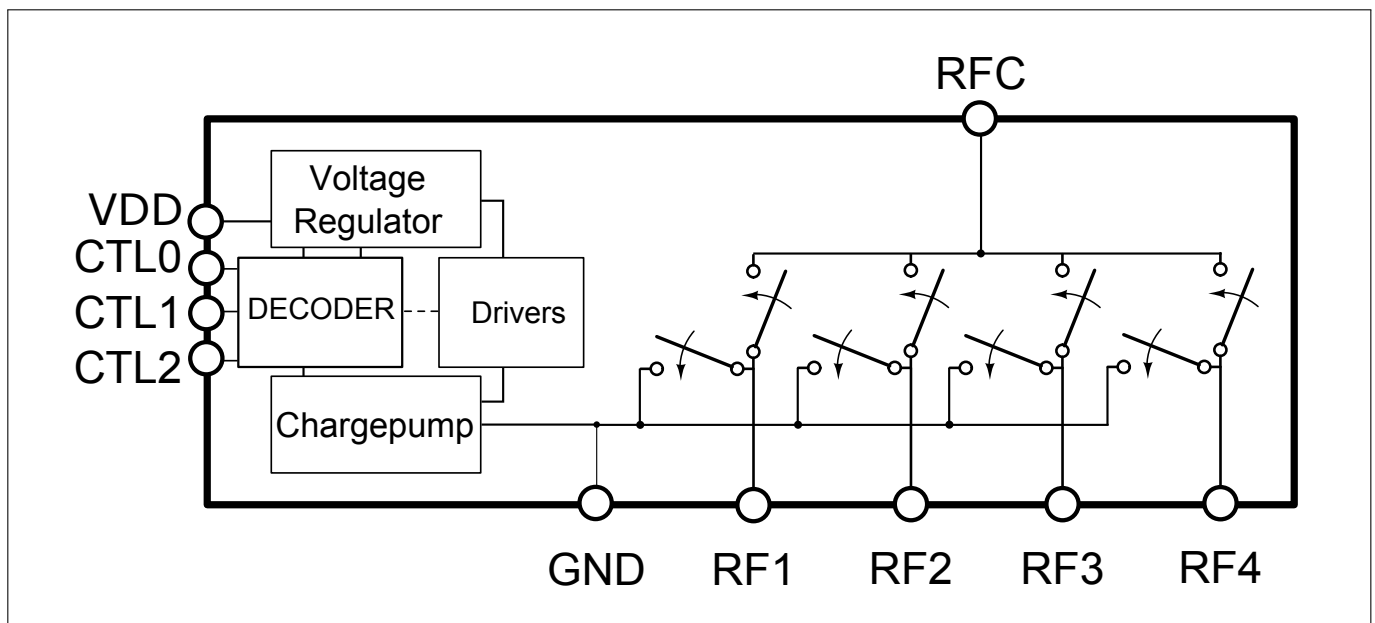 RFC
Voltage
Regulator
VDD
CTL0
CTL1
CTL2
DECODER
Drivers
Chargepump
GND
RF1
RF2
RF3
RF4